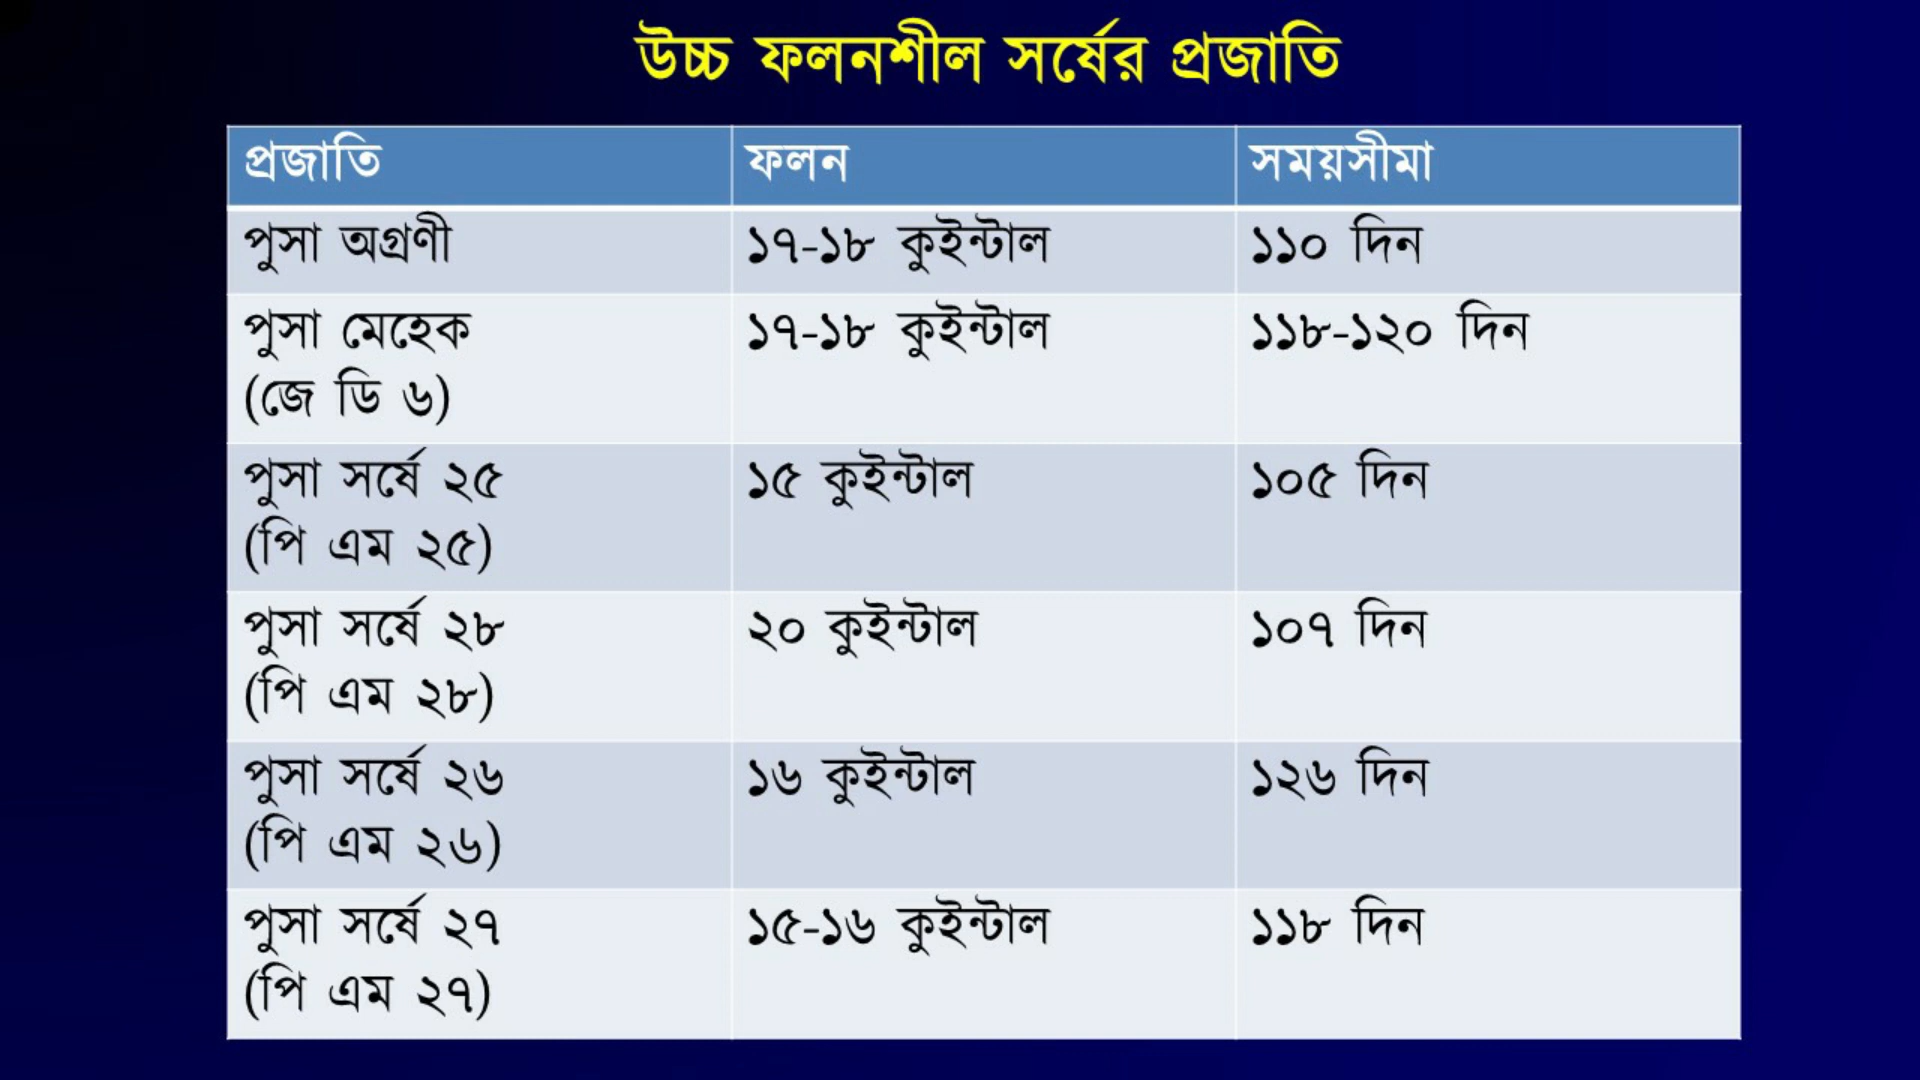 উচ্চ ফলনশীল সর্ষের প্রজাতি
প্রজাতি ফলন সময়সীমা
পুসা অগ্রণী ১৭-১৮ কুইন্টাল ১১০ দিন
পুসা মেহেক ১৭-১৮ কুইন্টাল ১১৮-১২০ দিন
(জে ডি ৬)
পুসা সর্ষে ২৫ ১৫ কুইন্টাল ১০৫ দিন
(পি এম ২৫)
পুসা সর্ষে ২৮ ২০ কুইন্টাল ১০৭ দিন
(পি এম ২৮)
পুসা সর্ষে ২৬ ১৬ কুইন্টাল ১২৬ দিন
(পি এম ২৬)
পুসা সর্ষে ২৭ ১৫-১৬ কুইন্টাল ১১৮ দিন
(পি এম ২৭)